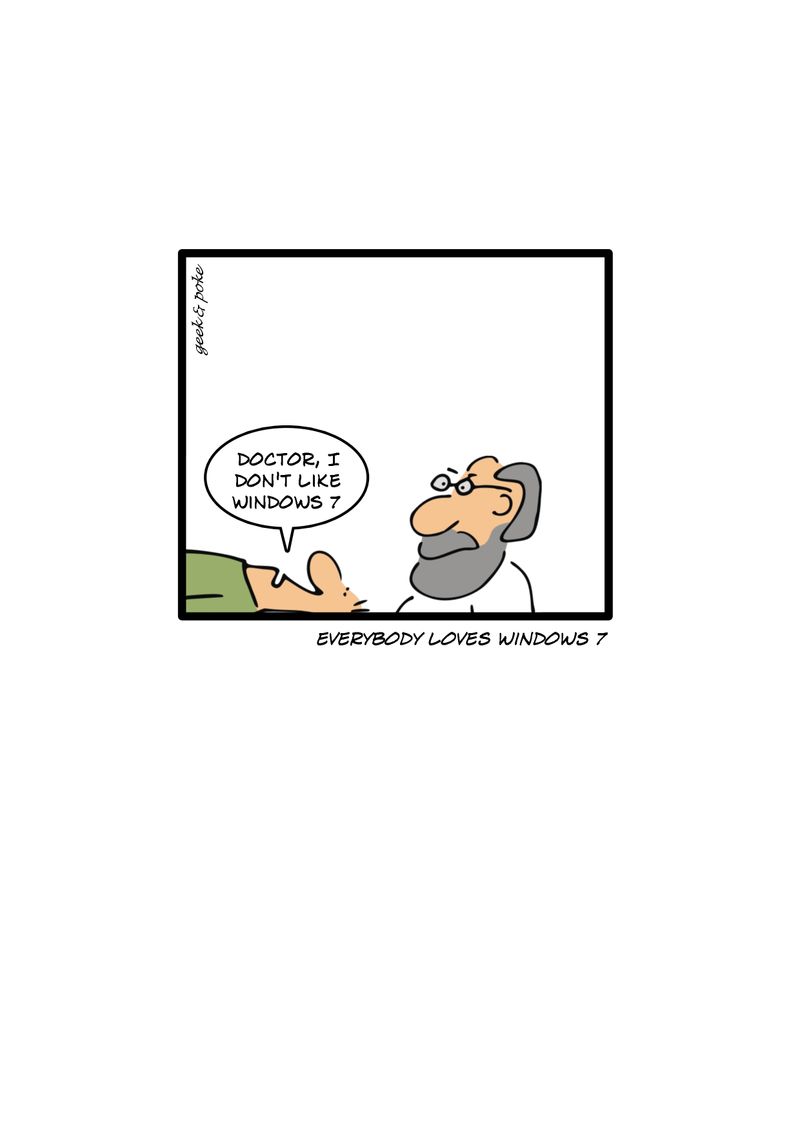 geek & poke
DOCTOR, I
DON'T LIKE
WINDOWS 7
EVERYBODY LOVES WINDOWS 7